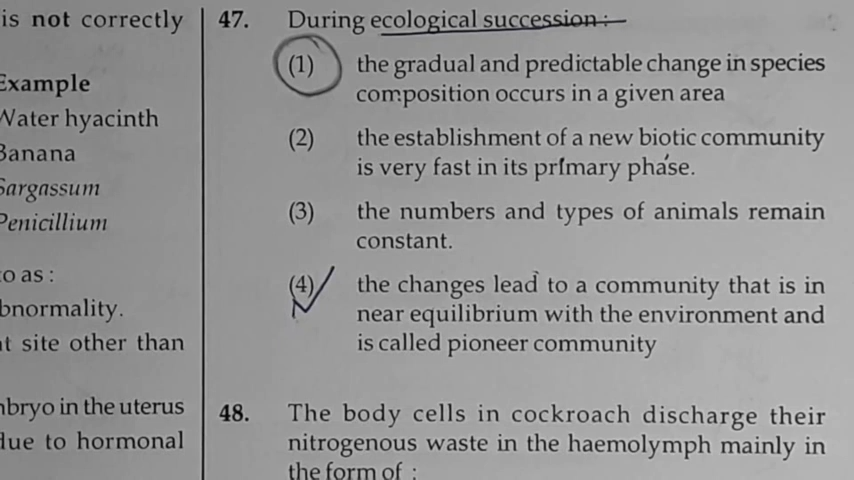 is not correctly
Example
Water hyacinth
Banana
Sargassum
Penicillium
to as :
bnormality.
at site other than
mbryo in the uterus
due to hormonal
47. During ecological succession :
(1) the gradual and predictable change in species
composition occurs in a given area
(2) the establishment of a new biotic community
is very fast in its primary phase.
(3) the numbers and types of animals remain
constant.
(4) the changes lead to a community that is in
near equilibrium with the environment and
is called pioneer community
48. The body cells in cockroach discharge their
nitrogenous waste in the haemolymph mainly in
the form of :